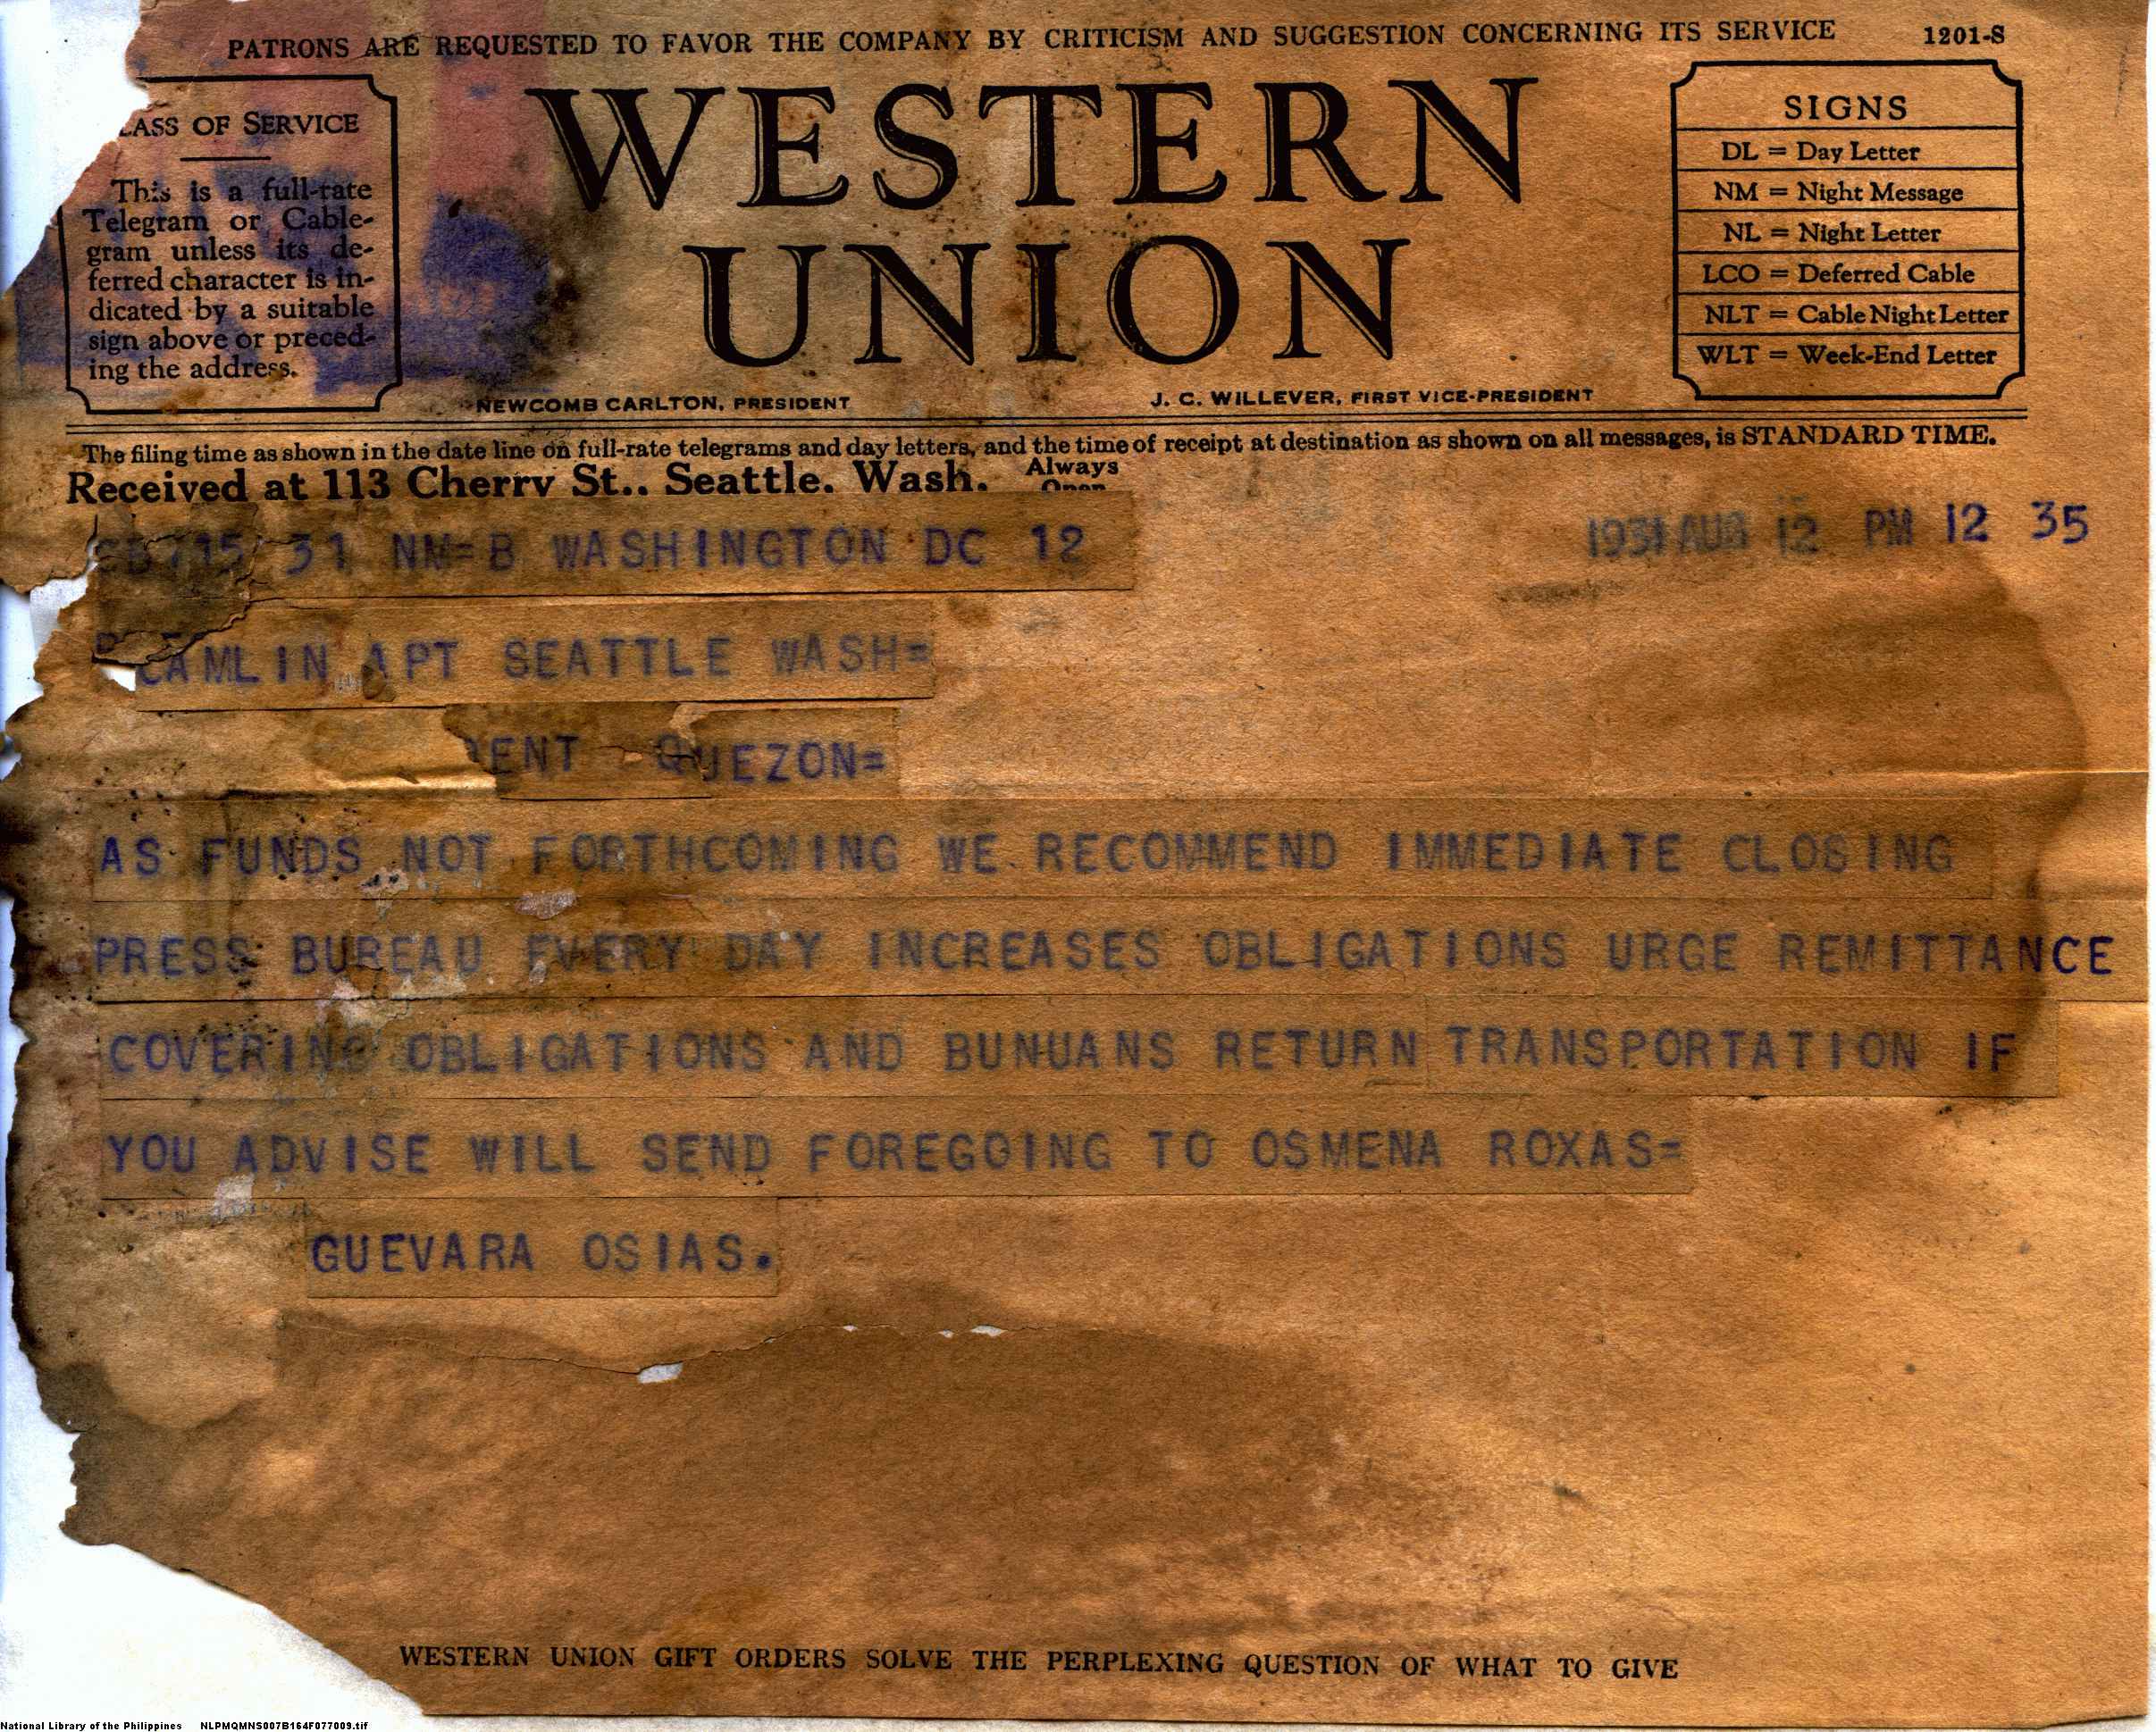 PATRONS ARE REQUESTED TO FAVOR THE COMPANY BY CRITICISM AND SUGGESTION CONCERNING ITS SERVICE
1201-S
LASS OF SERVICE
This is a full-rate
Telegram or Cable-
gram unless its de-
ferred character is in-
dicated by a suitable
sign above or preced-
ing the address.
WESTERN
UNION
SIGNS
DL = Day Letter
NM = Night Message
NL = Night Letter
LCO = Deferred Cable
NLT = Cable Night Letter
WLT = Week-End Letter
NEWCOMB CARLTON, PRESIDENT
J. C. WILLEVER, FIRST VICE-PRESIDENT
The filing time as shown in the date line on full-rate telegrams and day letters, and the time of receipt at destination as shown on all messages, is STANDARD TIME.
Received at 113 Cherry St., Seattle, Wash. Always Open
31 NM=B WASHINGTON DC 12
1931 AUG 12 PM 12 35
CAMLIN APT SEATTLE WASH=
DENT QUEZON=
AS FUNDS NOT FORTHCOMING WE RECOMMEND IMMEDIATE CLOSING
PRESS BUREAU EVERY DAY INCREASES OBLIGATIONS URGE REMITTANCE
COVERING OBLIGATIONS AND BUNUANS RETURN TRANSPORTATION IF
YOU ADVISE WILL SEND FOREGOING TO OSMENA ROXAS=
GUEVARA OSIAS.
WESTERN UNION GIFT ORDERS SOLVE THE PERPLEXING QUESTION OF WHAT TO GIVE
National Library of the Philippines NLPMQMNS007B164F077009.tif